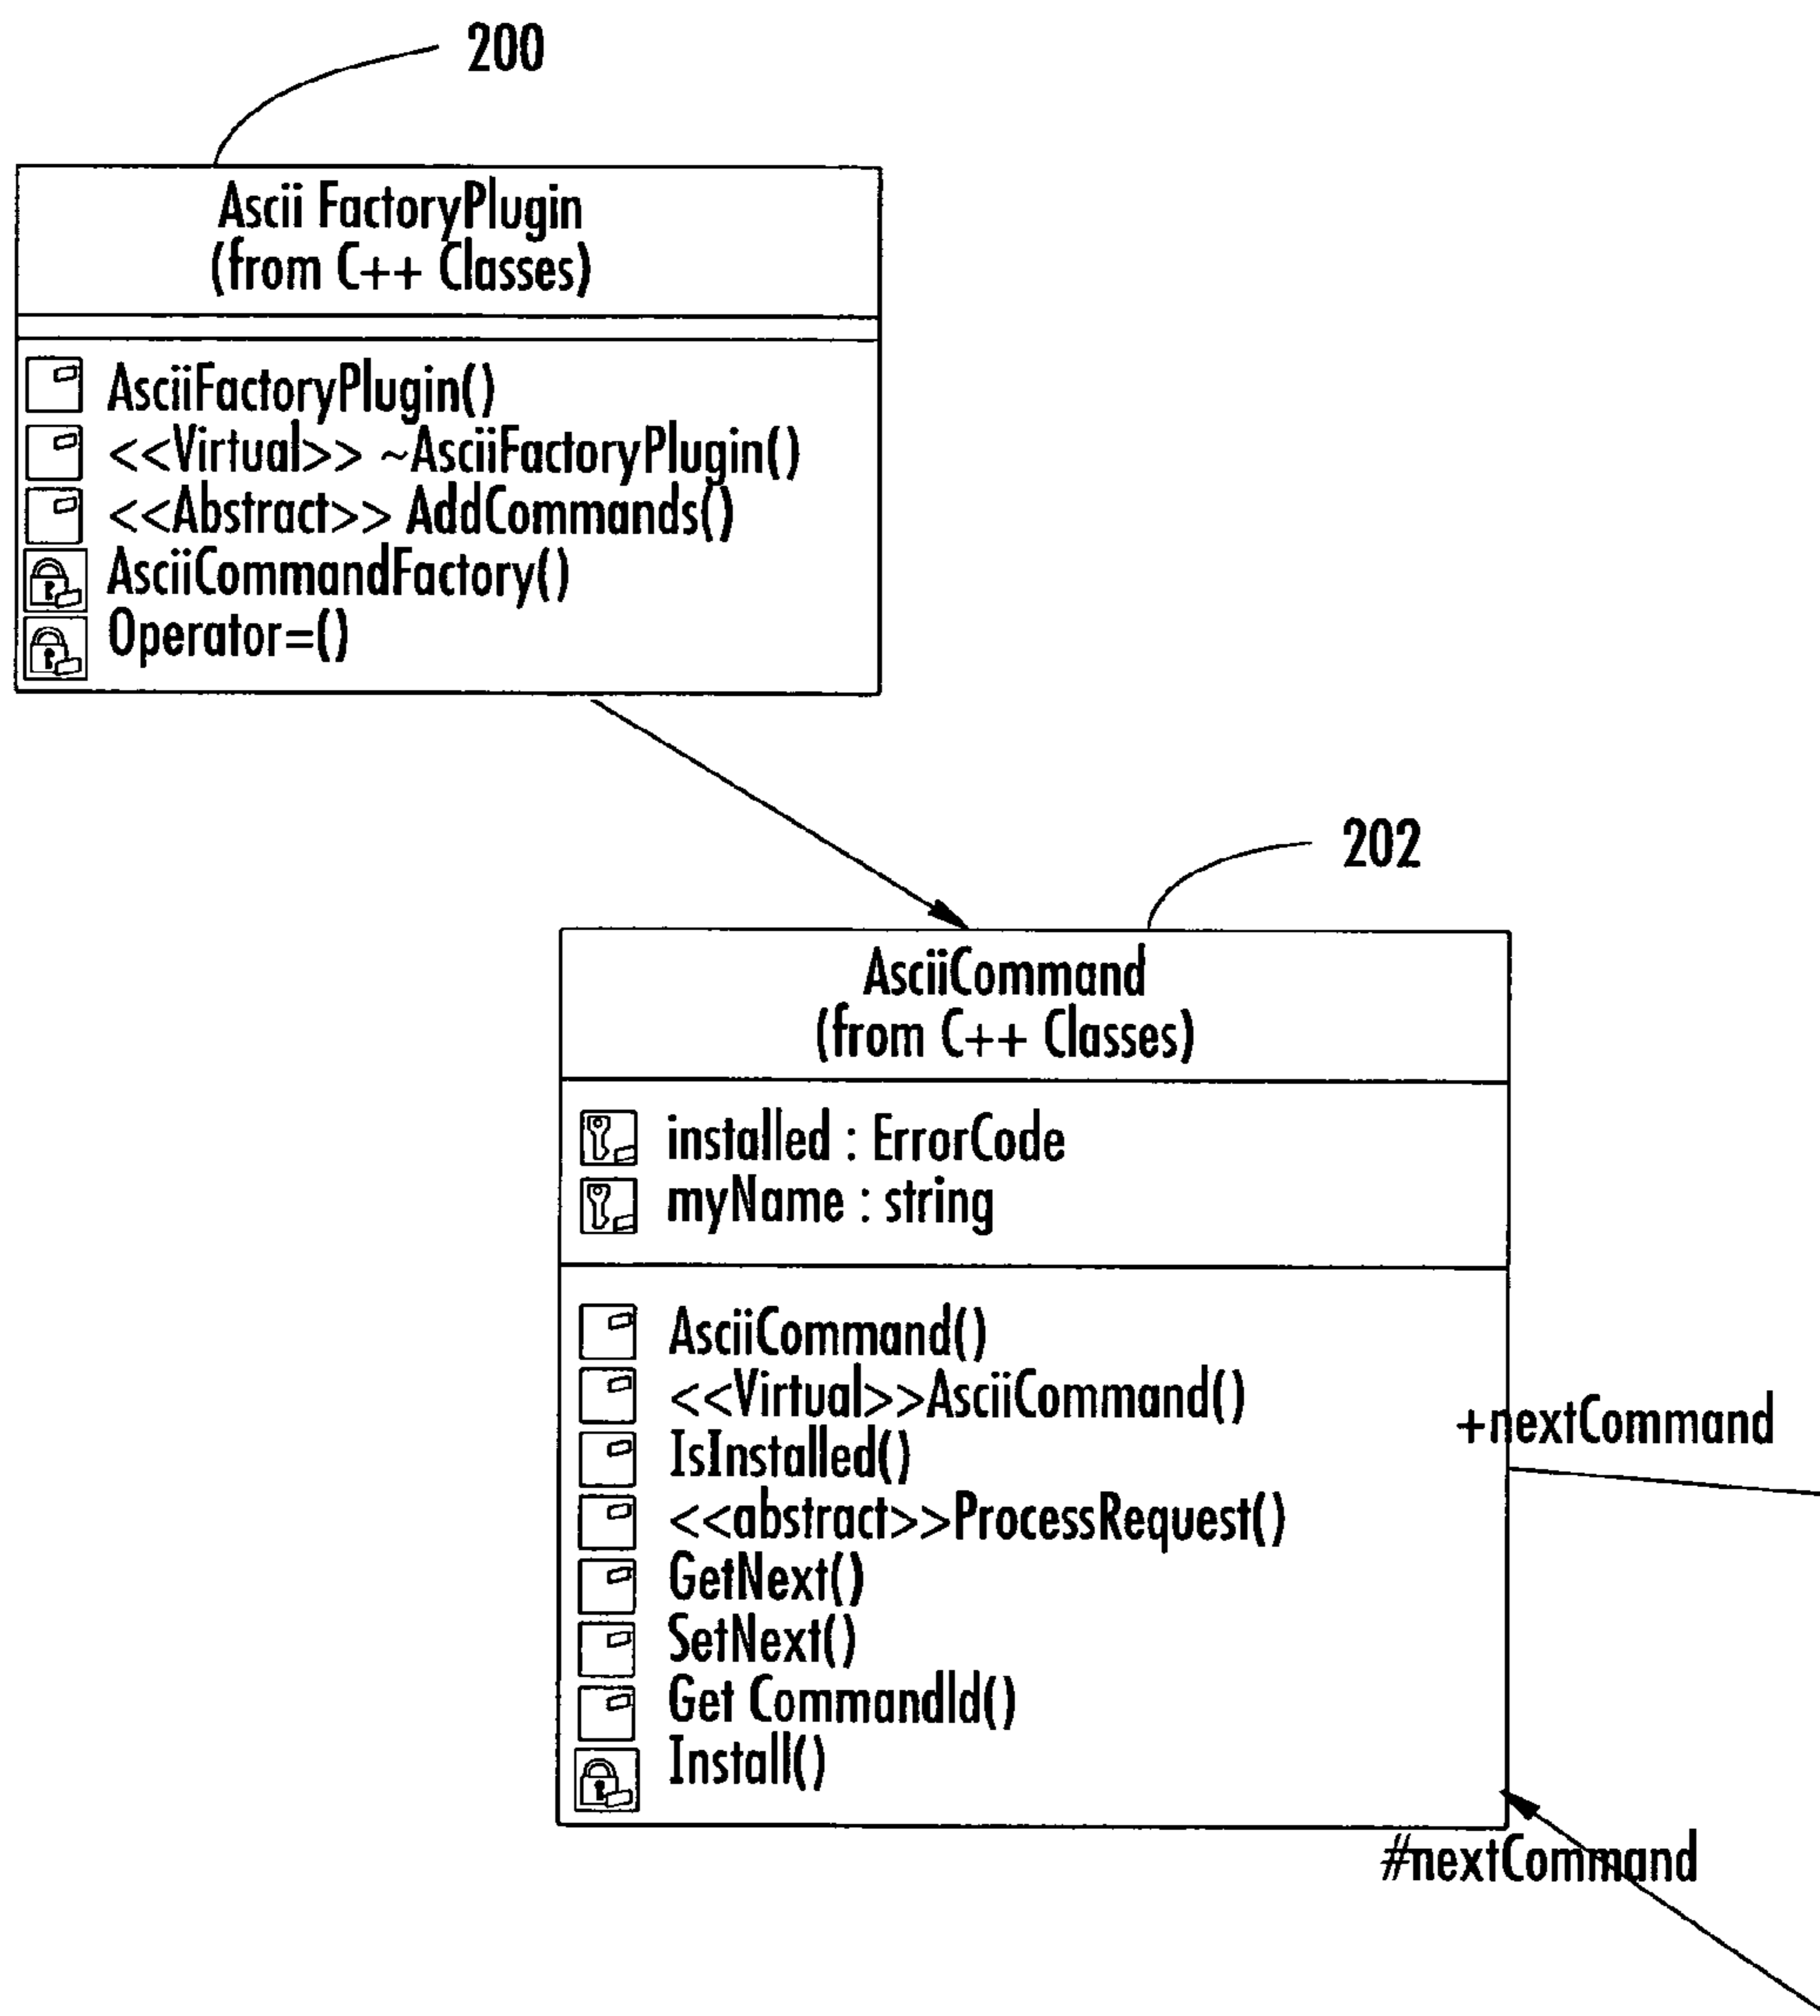 200
Ascii FactoryPlugin
(from C++ Classes)
AsciiFactoryPlugin()
<<Virtual>> ~AsciiFactoryPlugin()
<<Abstract>> AddCommands()
AsciiCommandFactory()
Operator=()
202
AsciiCommand
(from C++ Classes)
installed : ErrorCode
myName : string
AsciiCommand()
<<Virtual>>AsciiCommand()
IsInstalled()
<<abstract>>ProcessRequest()
GetNext()
SetNext()
Get CommandId()
Install()
+nextCommand
#nextCommand